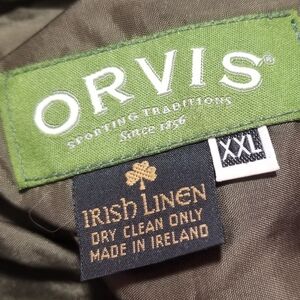 ORVIS®
SPORTING TRADITIONS
Since 1856
XXL
IRISH LINEN
DRY CLEAN ONLY
MADE IN IRELAND